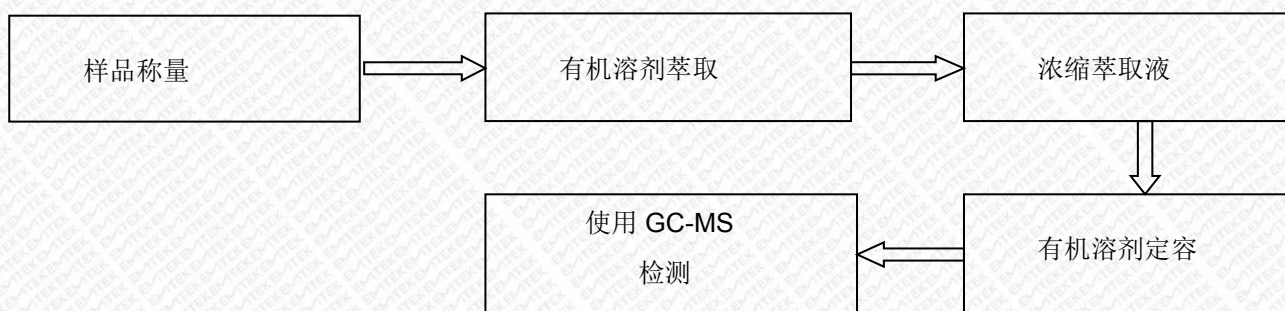 样品称量
有机溶剂萃取
浓缩萃取液
有机溶剂定容
使用 GC-MS
检测